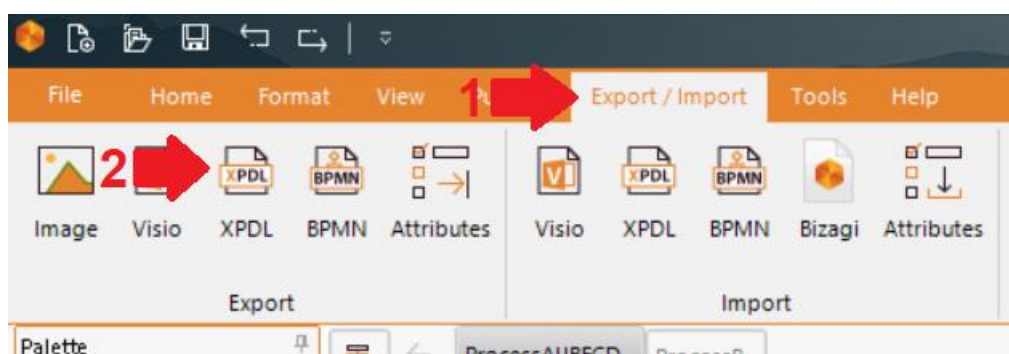 File Home Format View 1 Export / Import Tools Help
2 XPDL BPMN V XPDL BPMN
Image Visio XPDL BPMN Attributes Visio XPDL BPMN Bizagi Attributes
Export Import
Palette